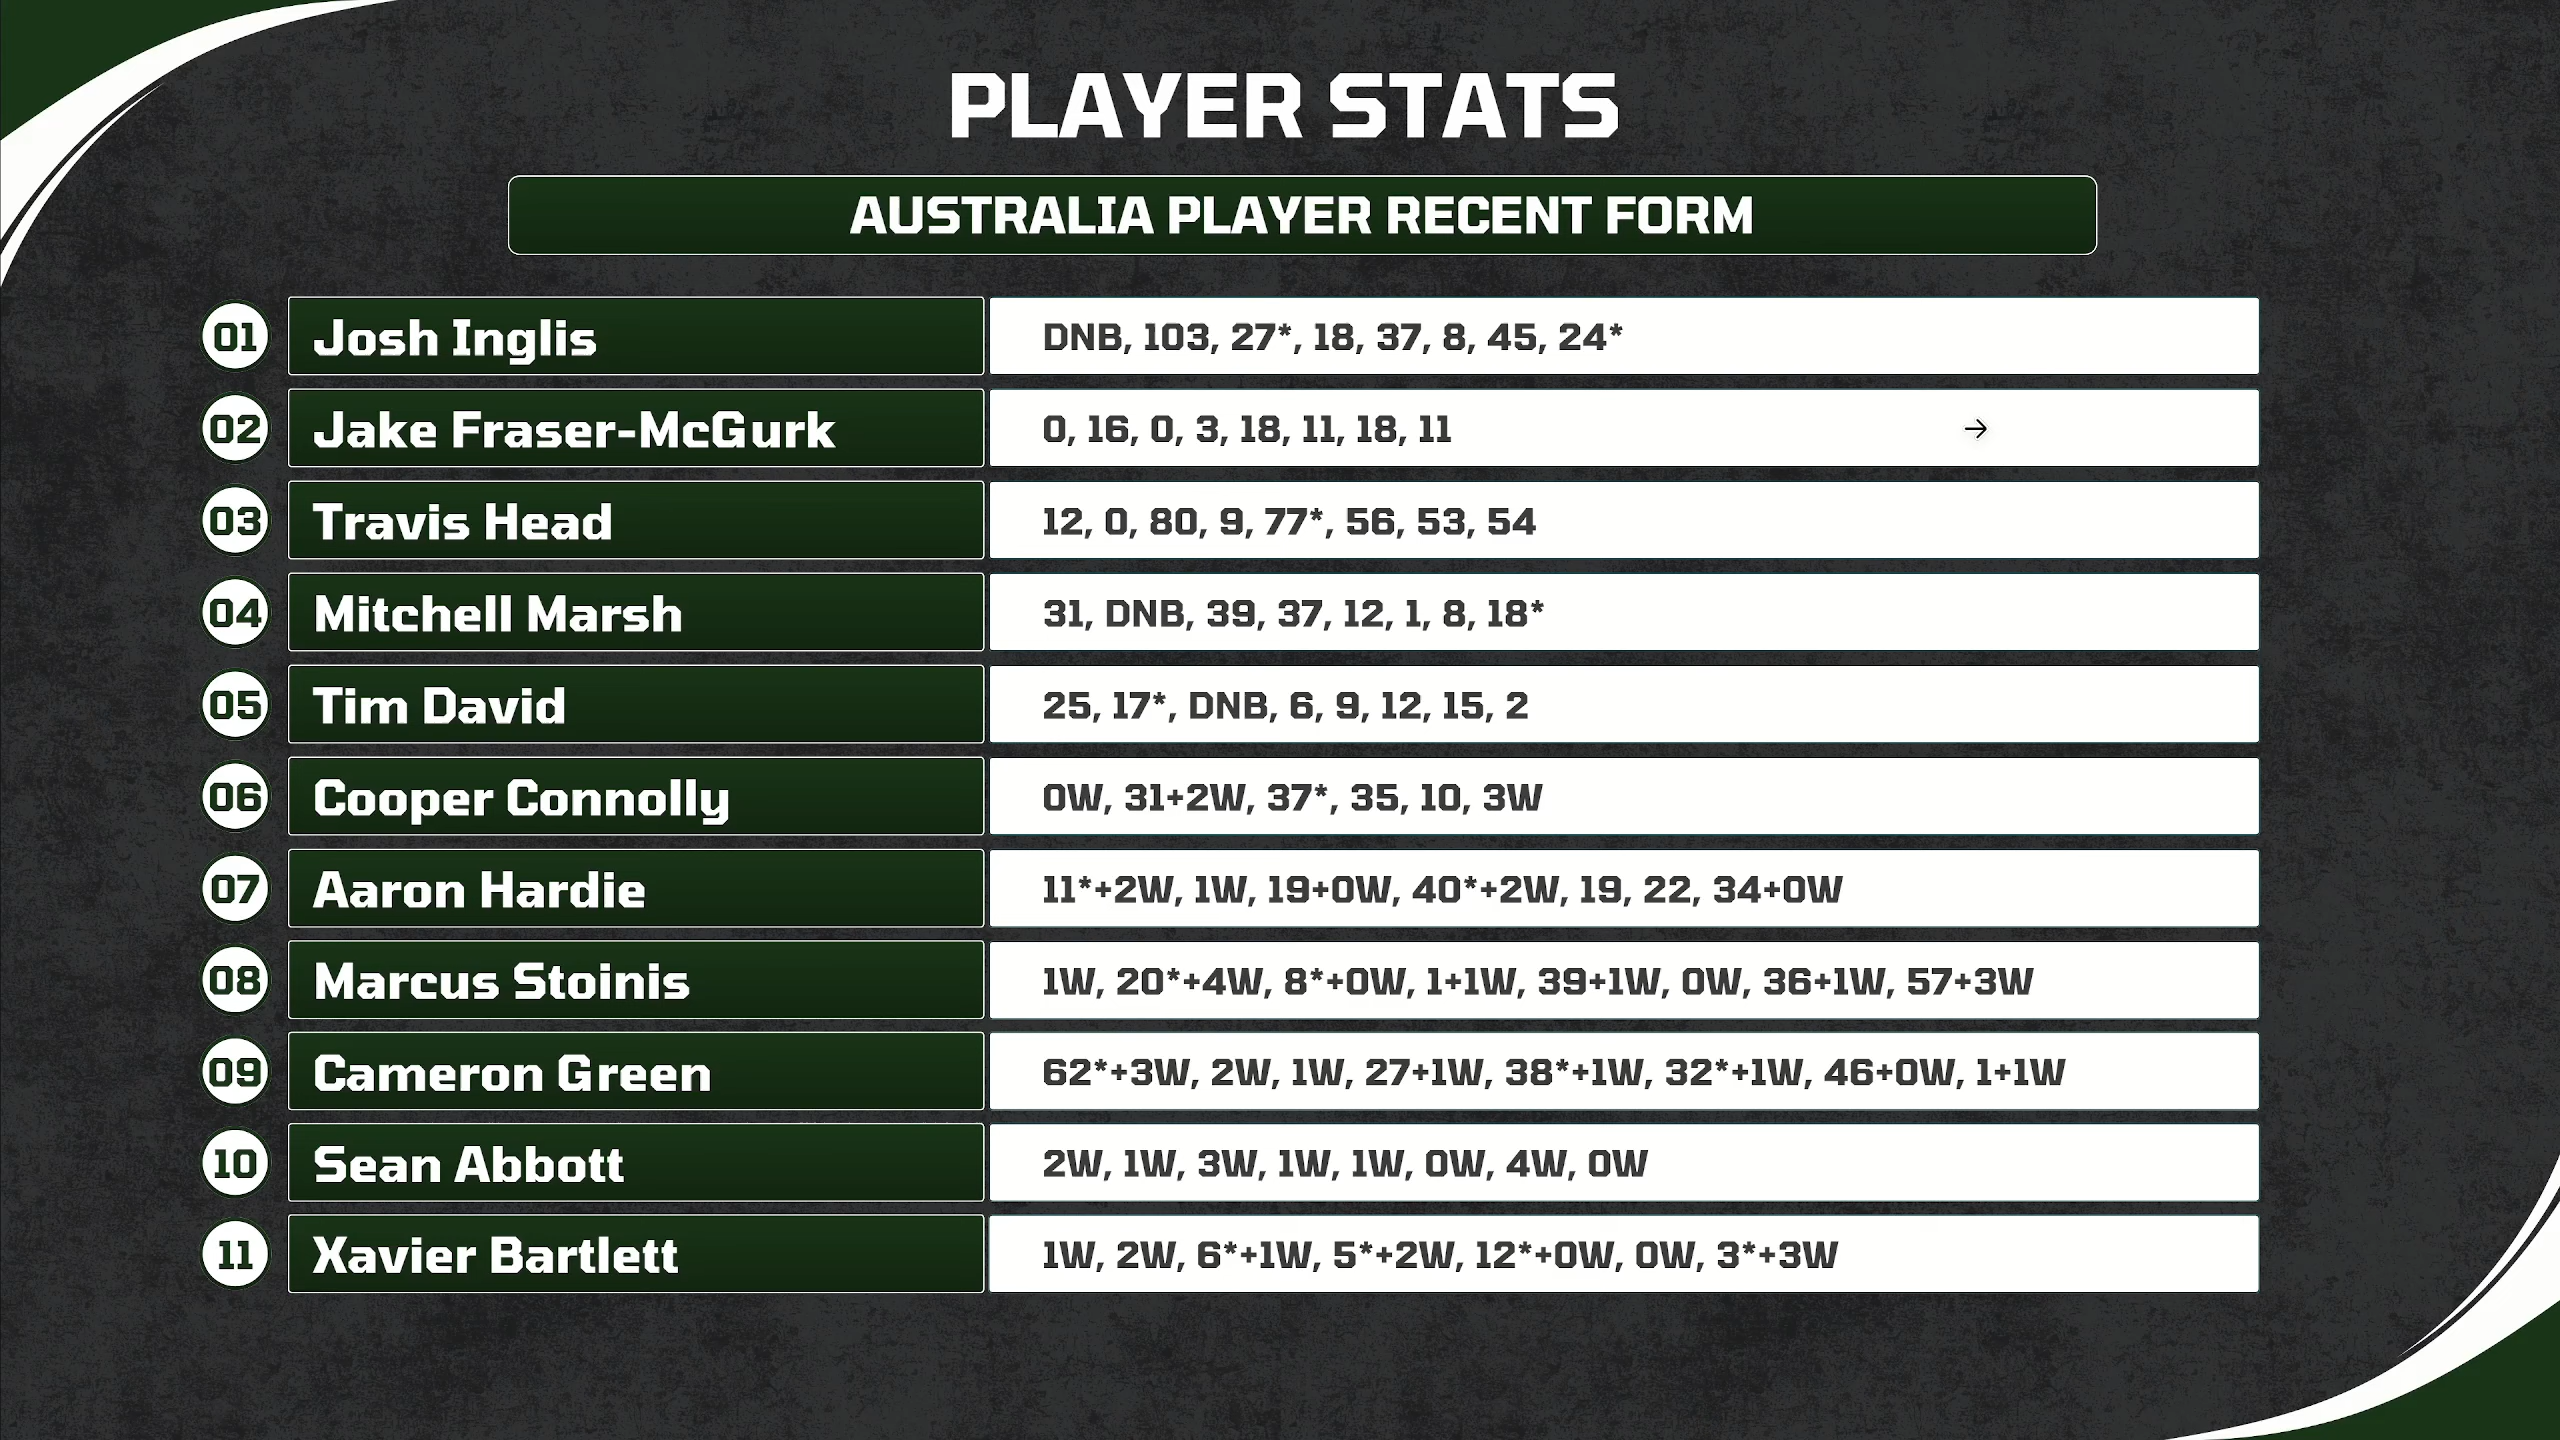 PLAYER STATS
AUSTRALIA PLAYER RECENT FORM
01 Josh Inglis DNB, 103, 27*, 18, 37, 8, 45, 24*
02 Jake Fraser-McGurk 0, 16, 0, 3, 18, 11, 18, 11 →
03 Travis Head 12, 0, 80, 9, 77*, 56, 53, 54
04 Mitchell Marsh 31, DNB, 39, 37, 12, 1, 8, 18*
05 Tim David 25, 17*, DNB, 6, 9, 12, 15, 2
06 Cooper Connolly 0W, 31+2W, 37*, 35, 10, 3W
07 Aaron Hardie 11*+2W, 1W, 19+0W, 40*+2W, 19, 22, 34+0W
08 Marcus Stoinis 1W, 20*+4W, 8*+0W, 1+1W, 39+1W, 0W, 36+1W, 57+3W
09 Cameron Green 62*+3W, 2W, 1W, 27+1W, 38*+1W, 32*+1W, 46+0W, 1+1W
10 Sean Abbott 2W, 1W, 3W, 1W, 1W, 0W, 4W, 0W
11 Xavier Bartlett 1W, 2W, 6*+1W, 5*+2W, 12*+0W, 0W, 3*+3W